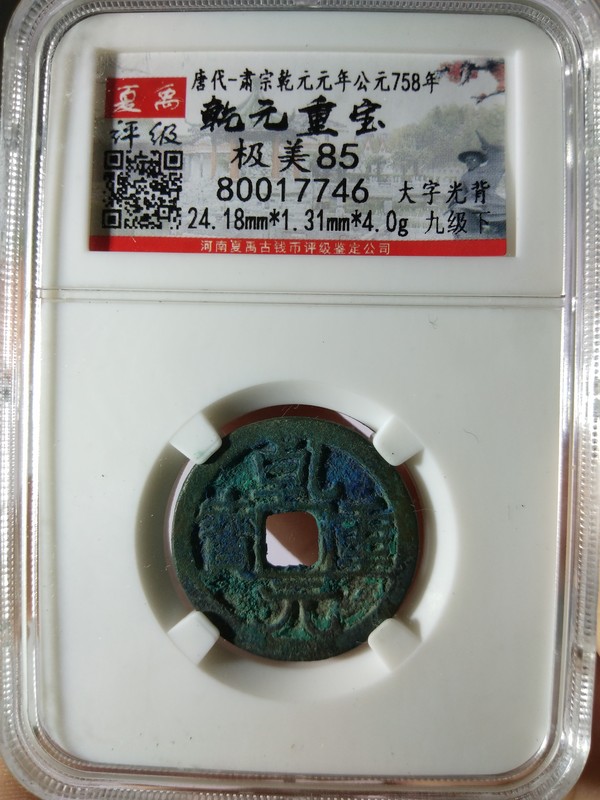 唐代-肃宗乾元元年公元758年
夏禹
评级
乾元重宝
极美85
80017746 大字光背
24.18mm*1.31mm*4.0g 九级下
河南夏禹古钱币评级鉴定公司
乾元重寶